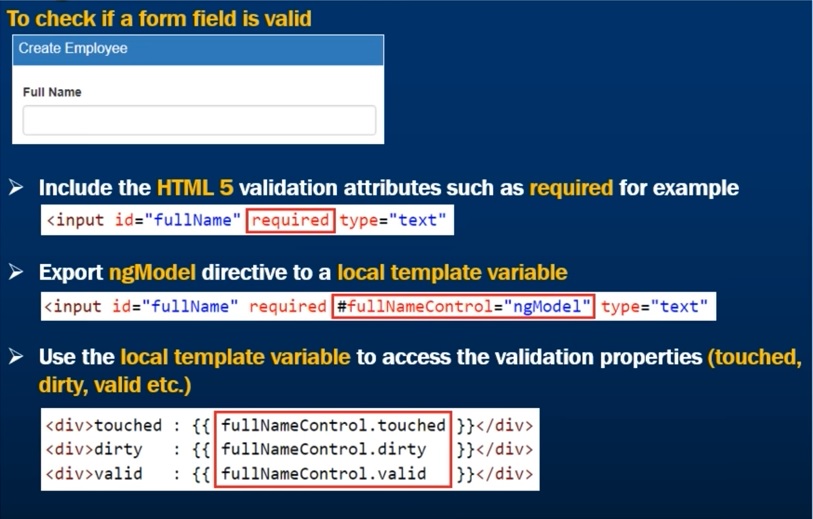 To check if a form field is valid
Create Employee
Full Name
➢ Include the HTML 5 validation attributes such as required for example
<input id="fullName" required type="text"
➢ Export ngModel directive to a local template variable
<input id="fullName" required #fullNameControl="ngModel" type="text"
➢ Use the local template variable to access the validation properties (touched,
dirty, valid etc.)
<div>touched : {{ fullNameControl.touched }}</div>
<div>dirty   : {{ fullNameControl.dirty   }}</div>
<div>valid   : {{ fullNameControl.valid   }}</div>